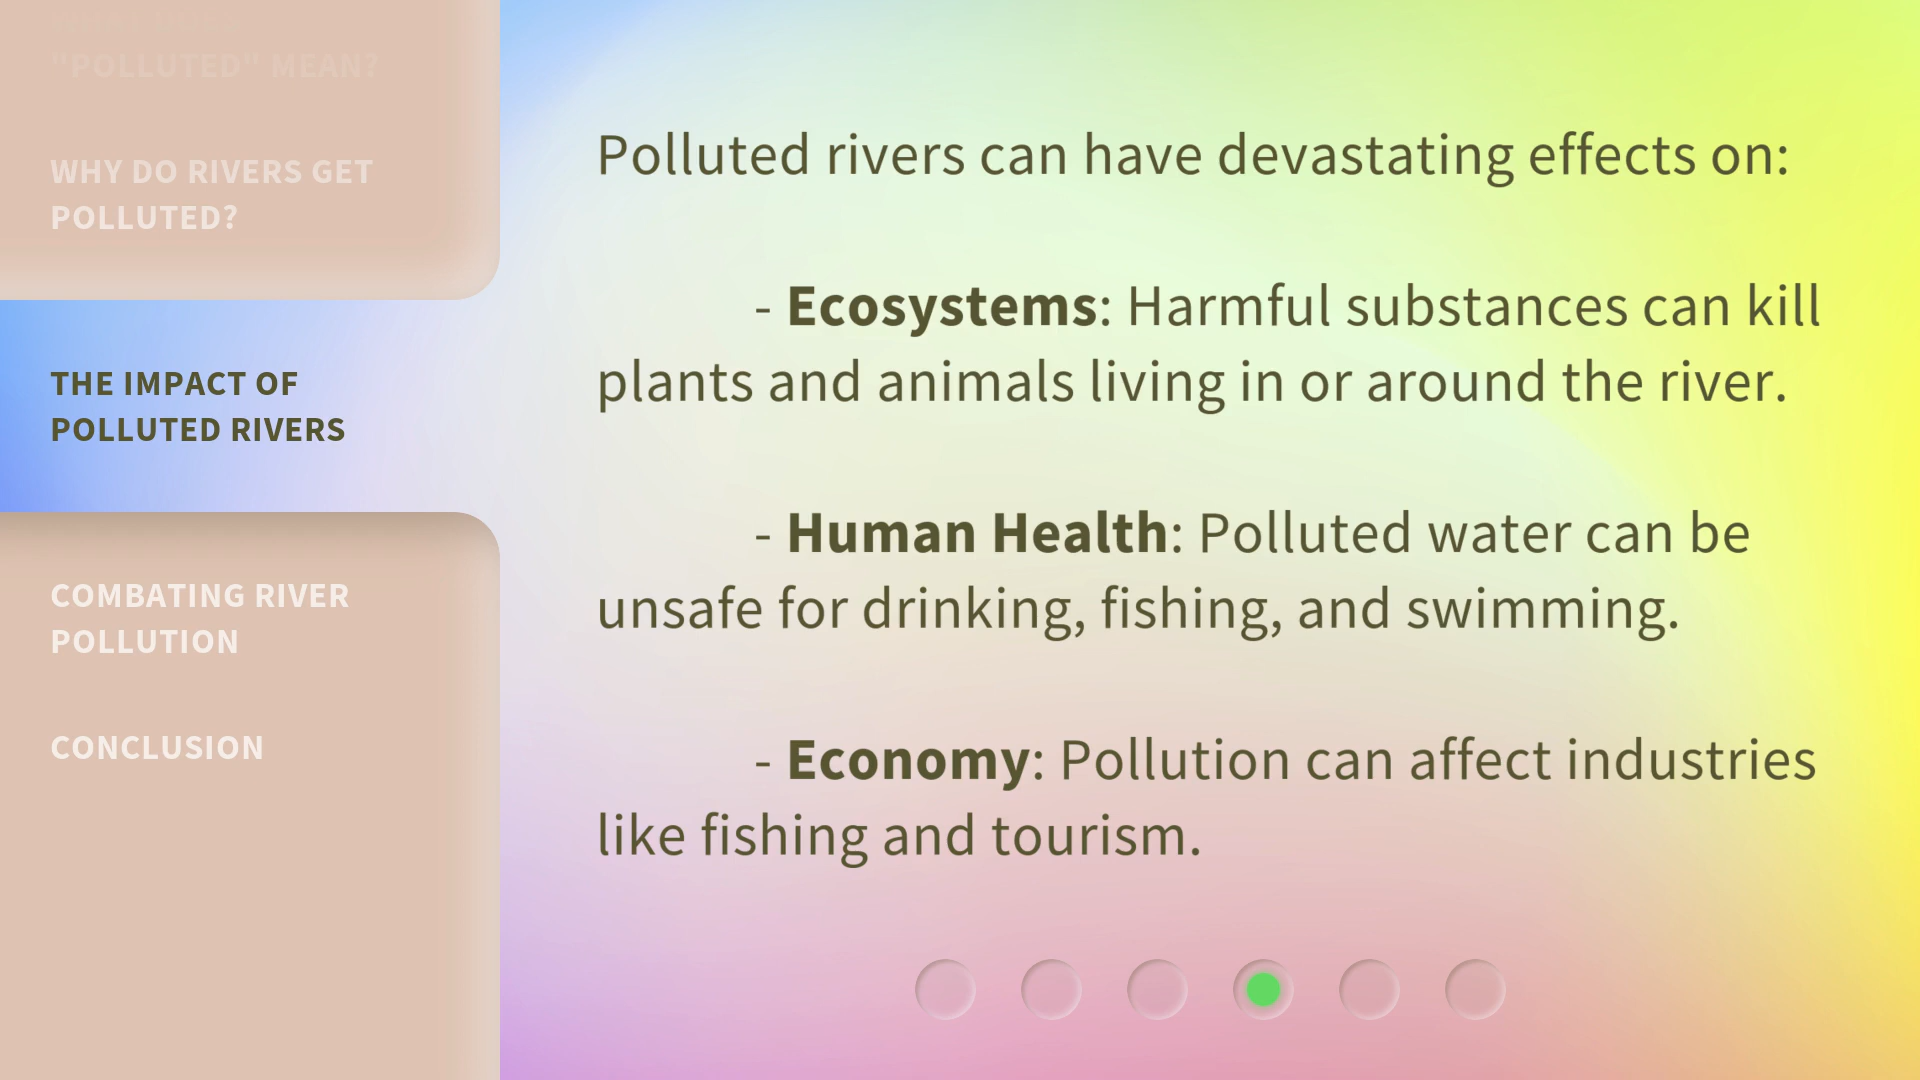 "POLLUTED" MEAN?
WHY DO RIVERS GET
POLLUTED?
THE IMPACT OF
POLLUTED RIVERS
COMBATING RIVER
POLLUTION
CONCLUSION
Polluted rivers can have devastating effects on:
- Ecosystems: Harmful substances can kill
plants and animals living in or around the river.
- Human Health: Polluted water can be
unsafe for drinking, fishing, and swimming.
- Economy: Pollution can affect industries
like fishing and tourism.